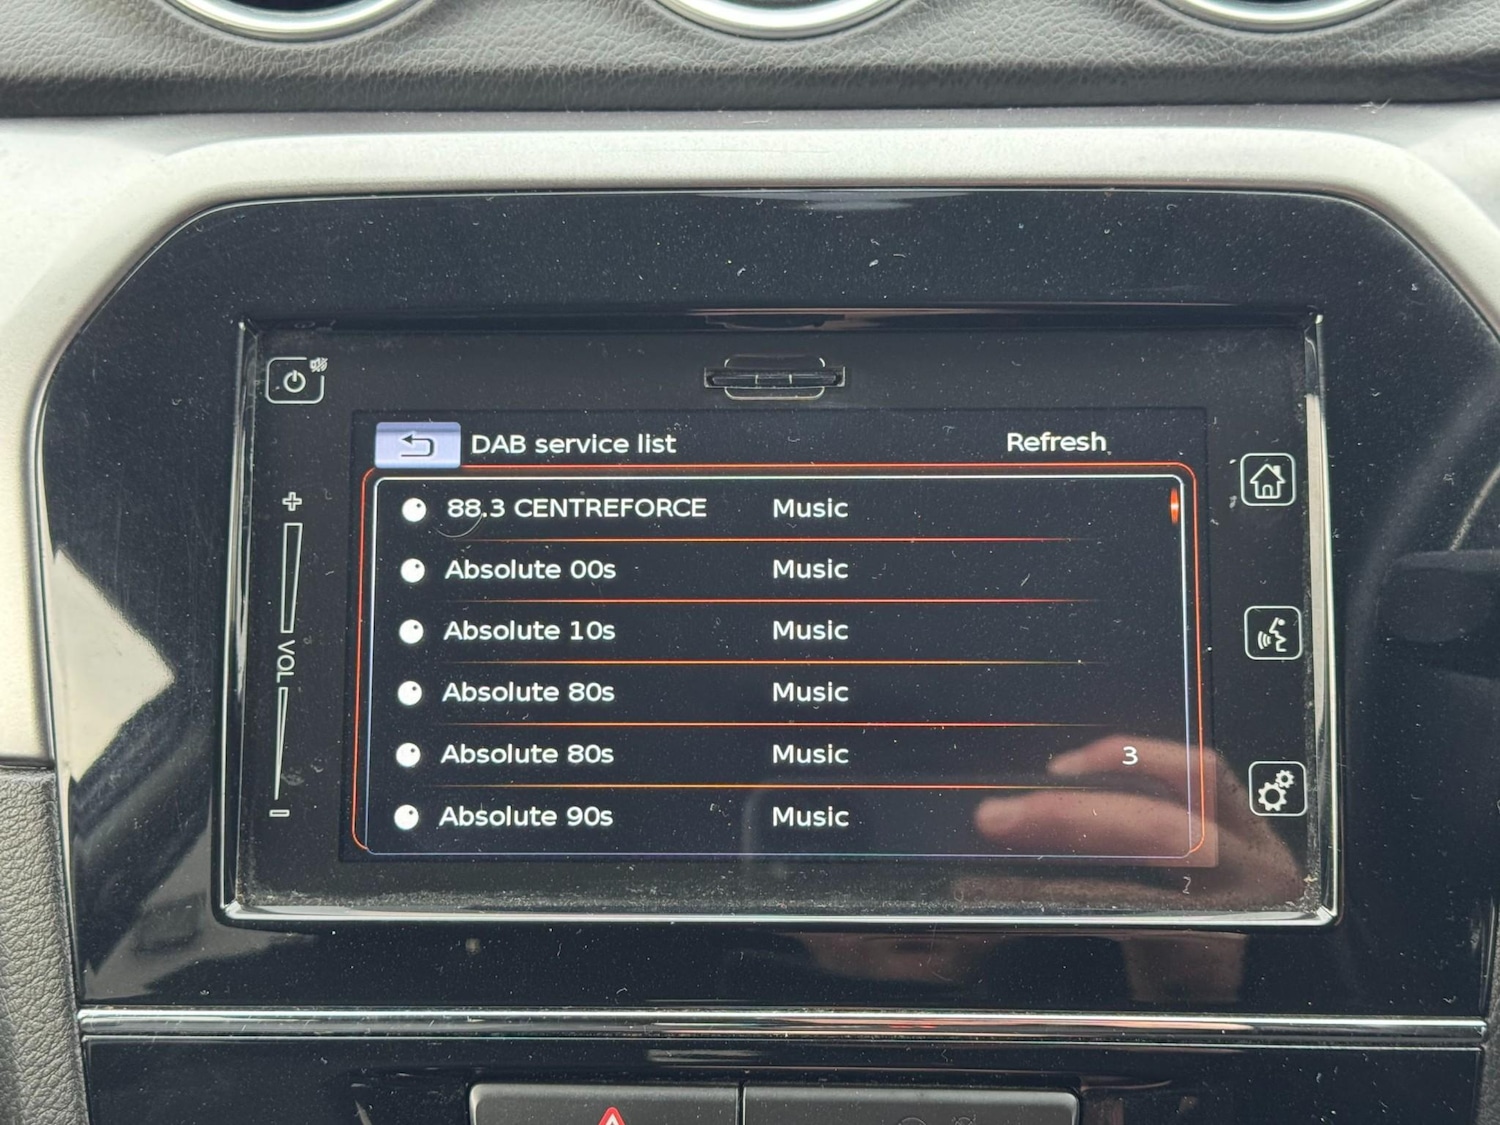 DAB service list Refresh
88.3 CENTREFORCE Music
Absolute 00s Music
Absolute 10s Music
Absolute 80s Music
Absolute 80s Music 3
Absolute 90s Music
+
VOL
-